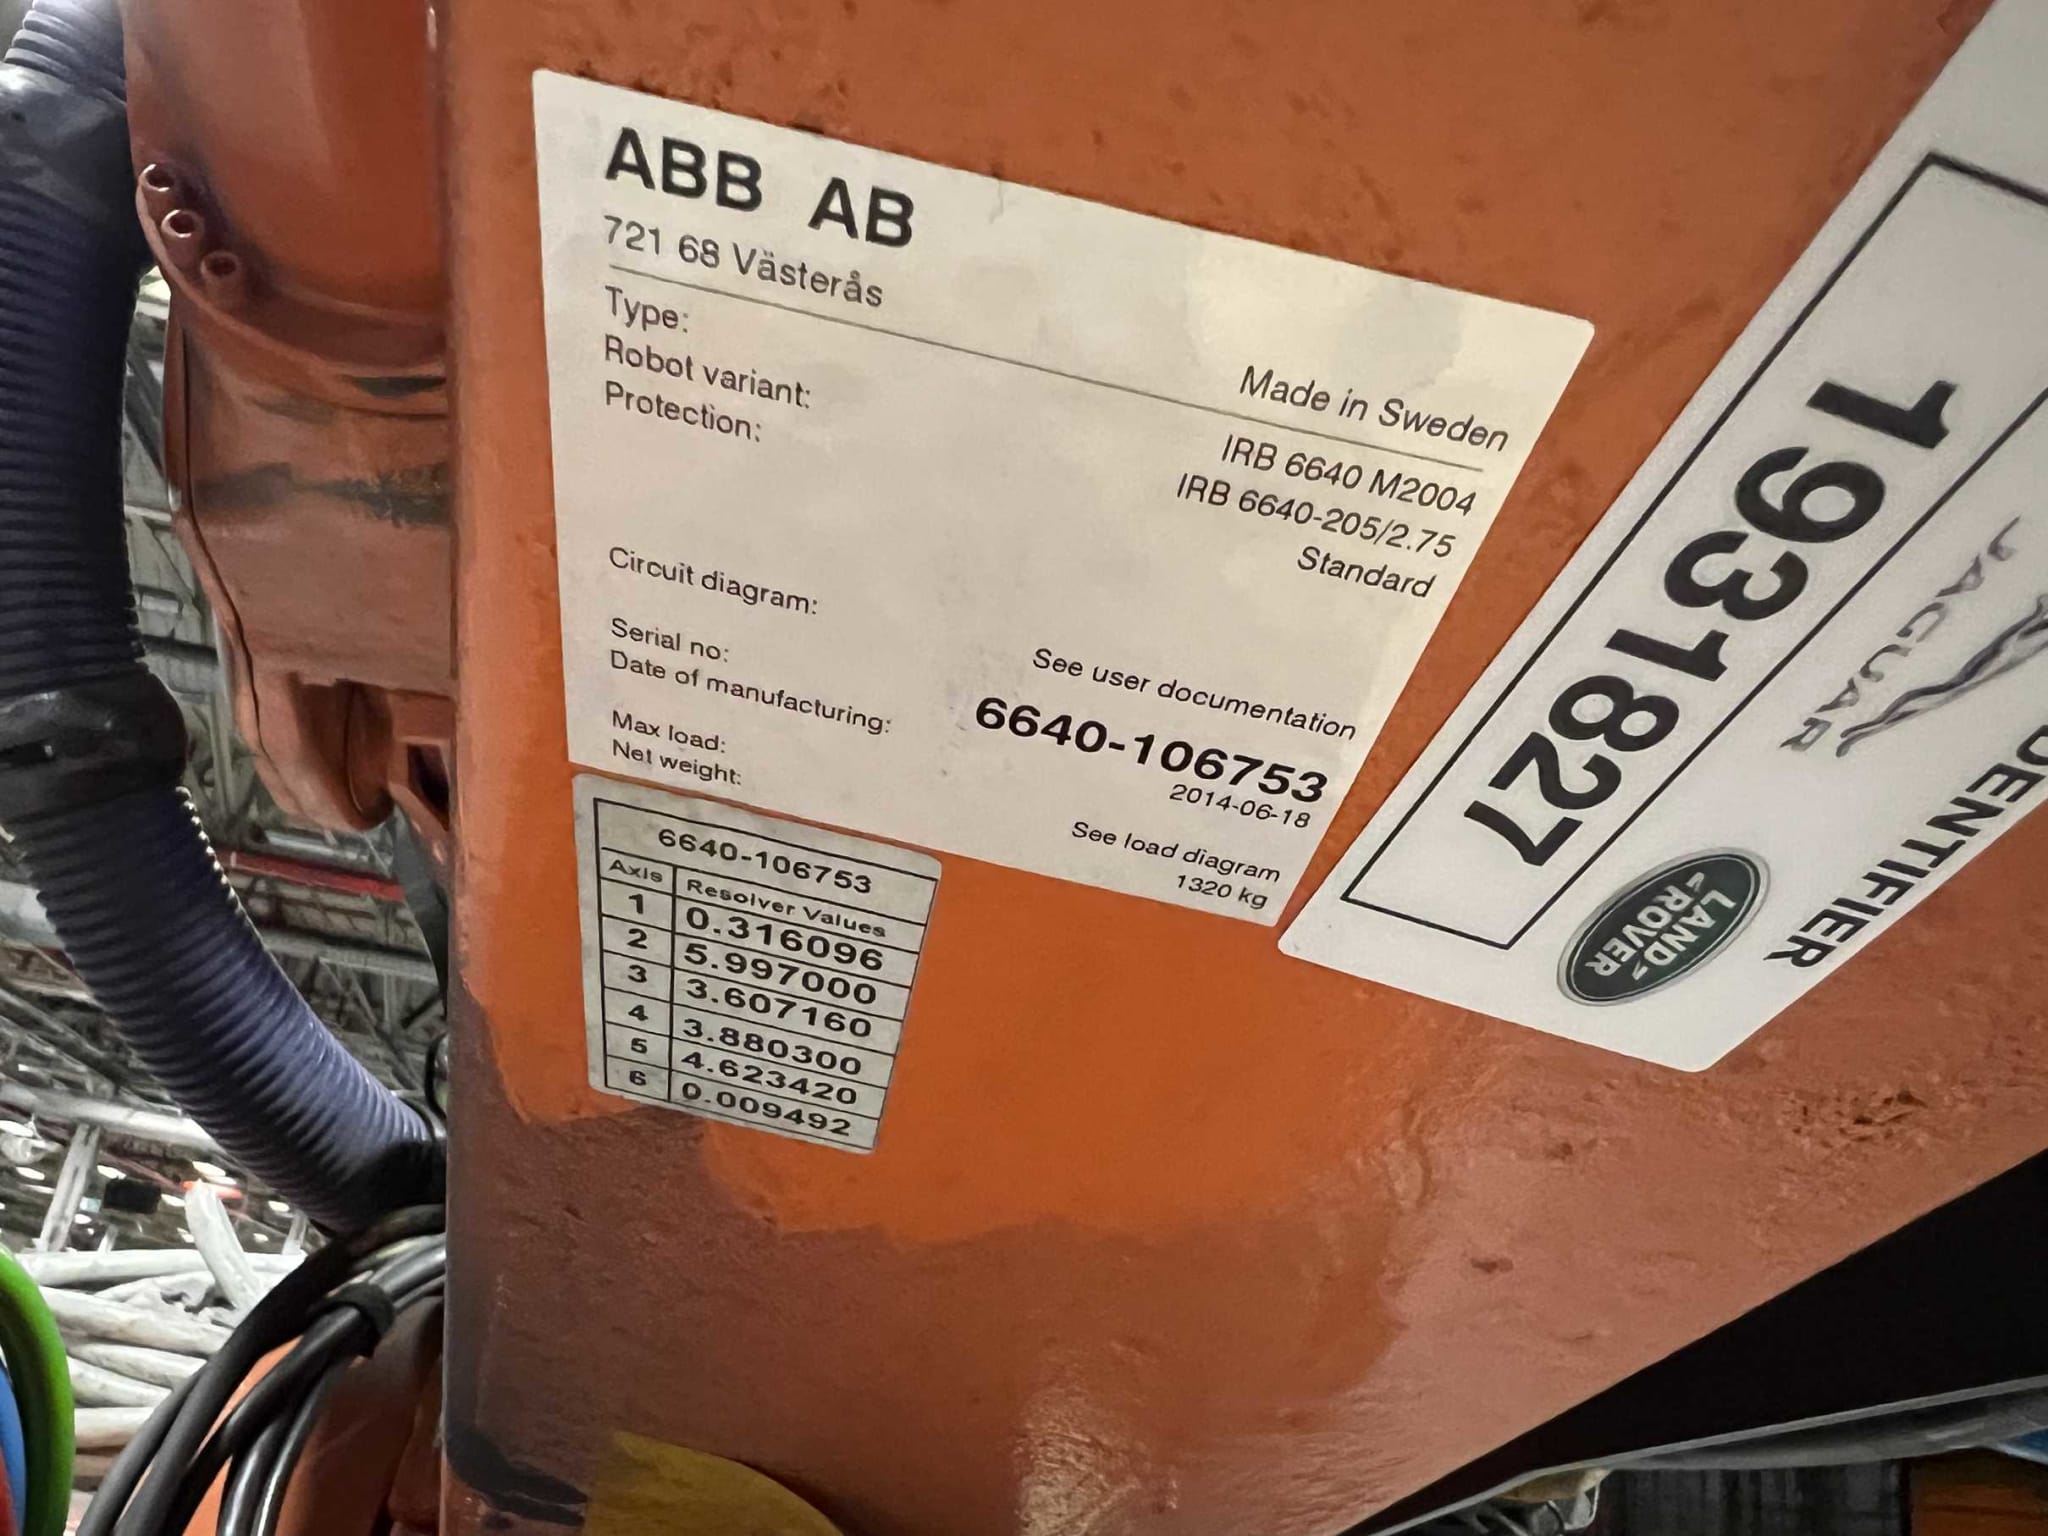 ABB AB
721 68 Västerås
Made in Sweden
Type: IRB 6640 M2004
Robot variant: IRB 6640-205/2.75
Protection: Standard
Circuit diagram: See user documentation
Serial no: 6640-106753
Date of manufacturing: 2014-06-18
Max load: See load diagram
Net weight: 1320 kg
6640-106753
Axis Resolver Values
1 0.316096
2 5.997000
3 3.607160
4 3.880300
5 4.623420
6 0.009492
1931827
JAGUAR
LAND
ROVER